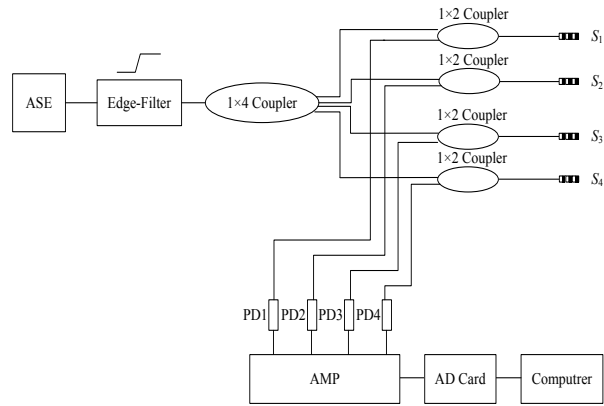 1×2 Coupler
S1
1×2 Coupler
S2
ASE
Edge-Filter
1×4 Coupler
1×2 Coupler
S3
1×2 Coupler
S4
PD1
PD2
PD3
PD4
AMP
AD Card
Computrer